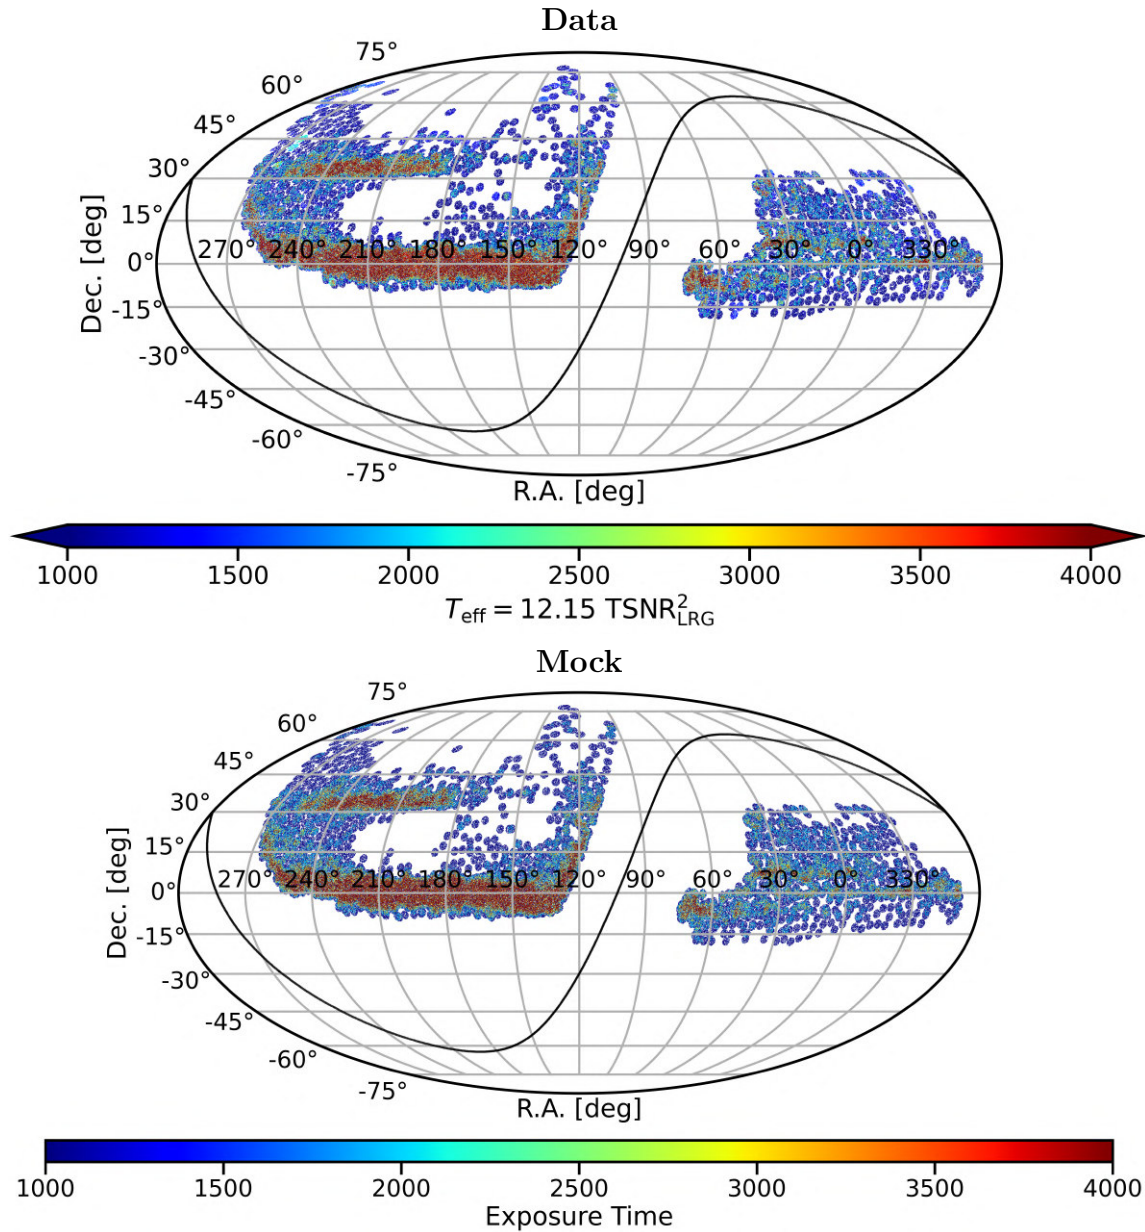 Data
75°
60°
45°
30°
15°
0°
-15°
-30°
-45°
-60°
-75°
270° 240° 210° 180° 150° 120° 90° 60° 30° 0° 330°
Dec. [deg]
R.A. [deg]
1000 1500 2000 2500 3000 3500 4000
T_eff = 12.15 TSNR²_LRG
Mock
75°
60°
45°
30°
15°
0°
-15°
-30°
-45°
-60°
-75°
270° 240° 210° 180° 150° 120° 90° 60° 30° 0° 330°
Dec. [deg]
R.A. [deg]
1000 1500 2000 2500 3000 3500 4000
Exposure Time